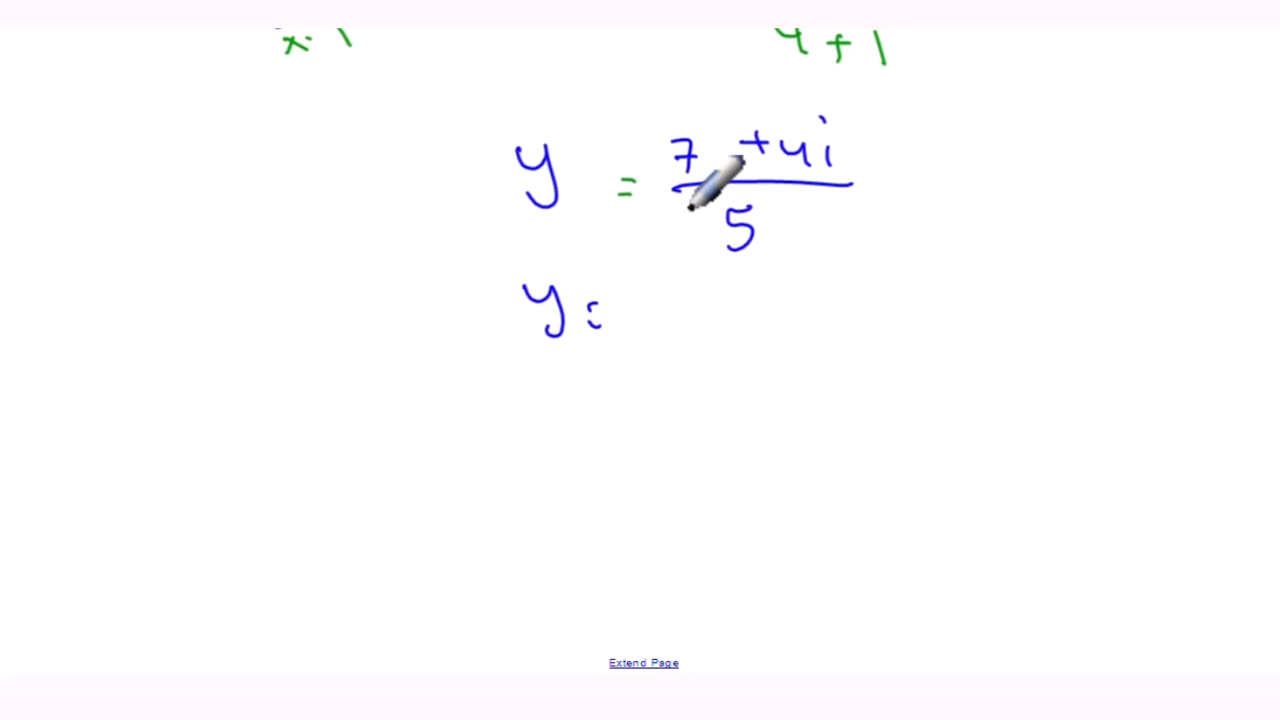 4 + 1
y = 7 + 4i
5
y =
Extend Page